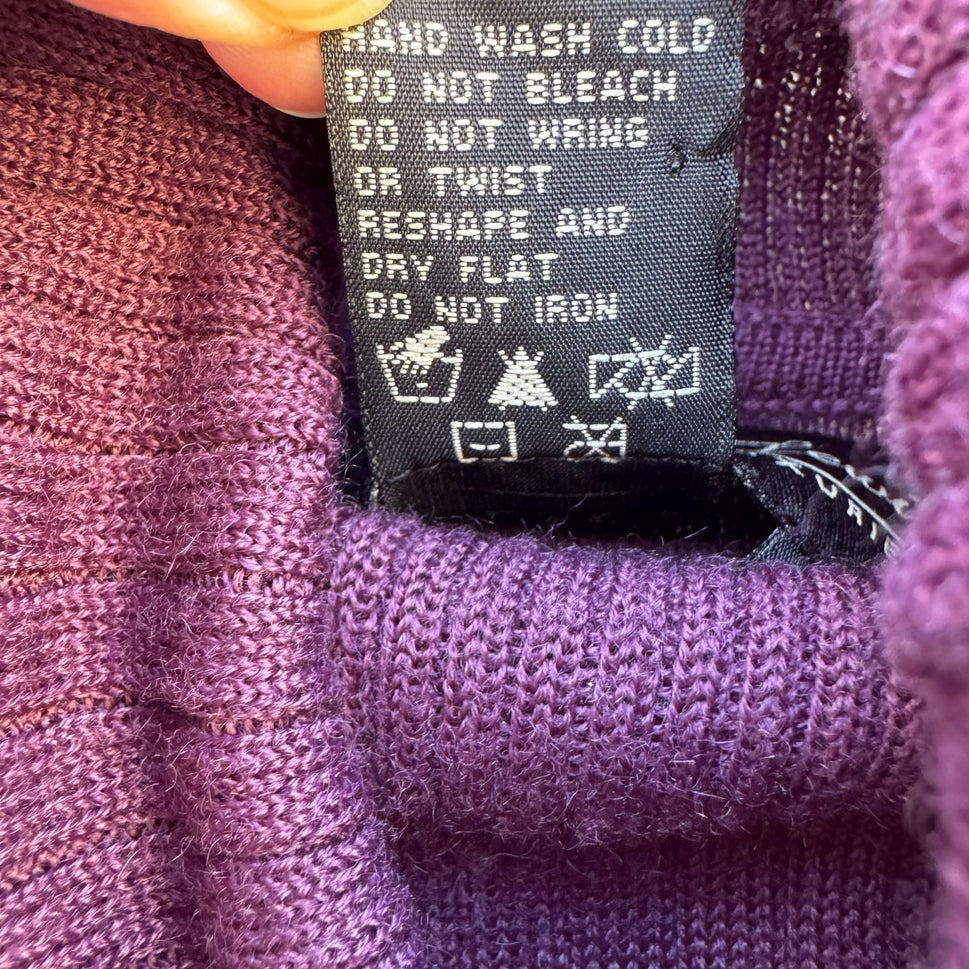 HAND WASH COLD
DO NOT BLEACH
DO NOT WRING
OR TWIST
RESHAPE AND
DRY FLAT
DO NOT IRON